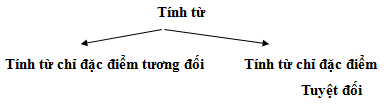 Tính từ
Tính từ chỉ đặc điểm tương đối
Tính từ chỉ đặc điểm
Tuyệt đối